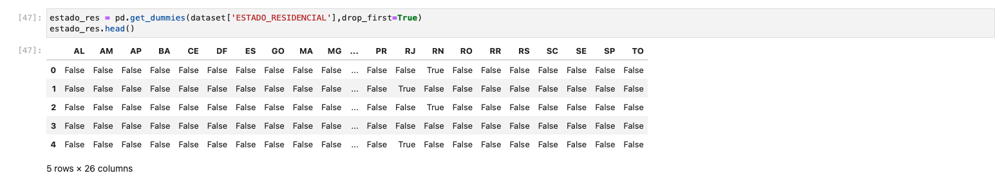 [47]: estado_res = pd.get_dummies(dataset['ESTADO_RESIDENCIAL'],drop_first=True)
estado_res.head()
[47]: AL AM AP BA CE DF ES GO MA MG ... PR RJ RN RO RR RS SC SE SP TO
0 False False False False False False False False False False ... False False True False False False False False False False
1 False False False False False False False False False False ... False True False False False False False False False False
2 False False False False False False False False False False ... False False True False False False False False False False
3 False False False False False False False False False False ... False False False False False False False False False False
4 False False False False False False False False False False ... False True False False False False False False False False
5 rows × 26 columns